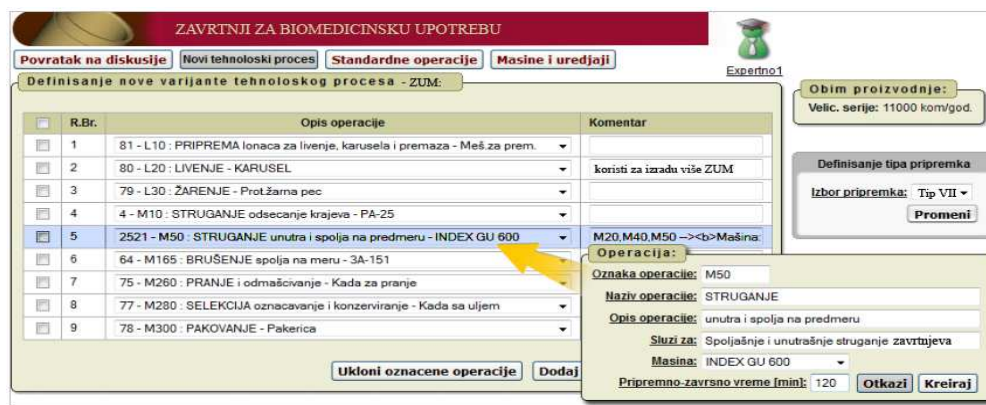 ZAVRTNJI ZA BIOMEDICINSKU UPOTREBU
Povratak na diskusije Novi tehnoloski proces Standardne operacije Masine i uredjaji
Expertno1
Definisanje nove varijante tehnoloskog procesa - ZUM:
R.Br. Opis operacije Komentar
1 81 - L10 : PRIPREMA lonaca za livenje, karusela i premaza - Meš.za prem.
2 80 - L20 : LIVENJE - KARUSEL koristi za izradu više ZUM
3 79 - L30 : ŽARENJE - Prot.žarna pec
4 4 - M10 : STRUGANJE odsecanje krajeva - PA-25
5 2521 - M50 : STRUGANJE unutra i spolja na predmeru - INDEX GU 600 M20,M40,M50 --><b>Mašina:
6 64 - M165 : BRUŠENJE spolja na meru - 3A-151
7 75 - M260 : PRANJE i odmašcivanje - Kada za pranje
8 77 - M280 : SELEKCIJA oznacavanje i konzerviranje - Kada sa uljem
9 78 - M300 : PAKOVANJE - Pakerica
Ukloni oznacene operacije Dodaj
Obim proizvodnje:
Velic. serije: 11000 kom/god.
Definisanje tipa pripremka
Izbor pripremka: Tip VII
Promeni
Operacija:
Oznaka operacije: M50
Naziv operacije: STRUGANJE
Opis operacije: unutra i spolja na predmeru
Sluzi za: Spoljašnje i unutrašnje struganje zavrtnjeva
Masina: INDEX GU 600
Pripremno-zavrsno vreme [min]: 120 Otkazi Kreiraj